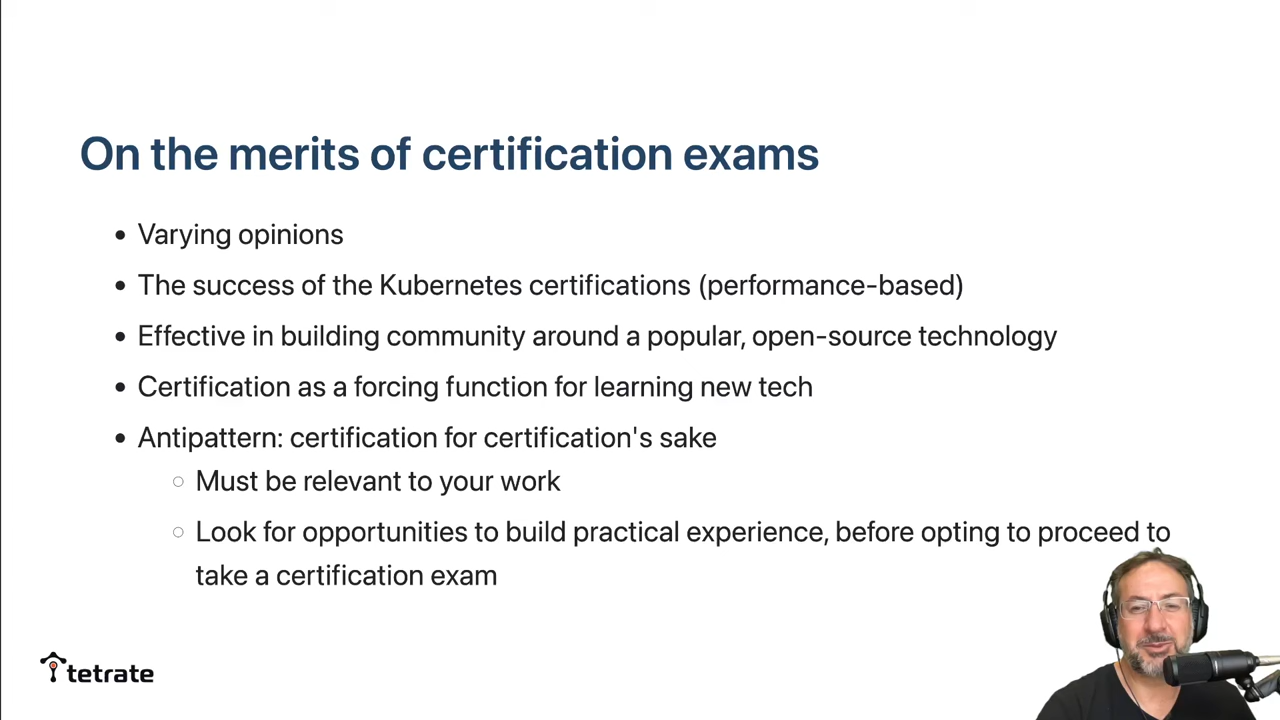 On the merits of certification exams
• Varying opinions
• The success of the Kubernetes certifications (performance-based)
• Effective in building community around a popular, open-source technology
• Certification as a forcing function for learning new tech
• Antipattern: certification for certification's sake
○ Must be relevant to your work
○ Look for opportunities to build practical experience, before opting to proceed to
take a certification exam
tetrate